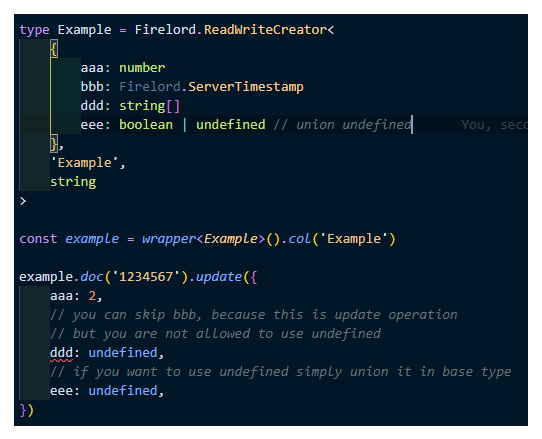 type Example = Firelord.ReadWriteCreator<
{
aaa: number
bbb: Firelord.ServerTimestamp
ddd: string[]
eee: boolean | undefined // union undefined You, seco
},
'Example',
string
>
const example = wrapper<Example>().col('Example')
example.doc('1234567').update({
aaa: 2,
// you can skip bbb, because this is update operation
// but you are not allowed to use undefined
ddd: undefined,
// if you want to use undefined simply union it in base type
eee: undefined,
})